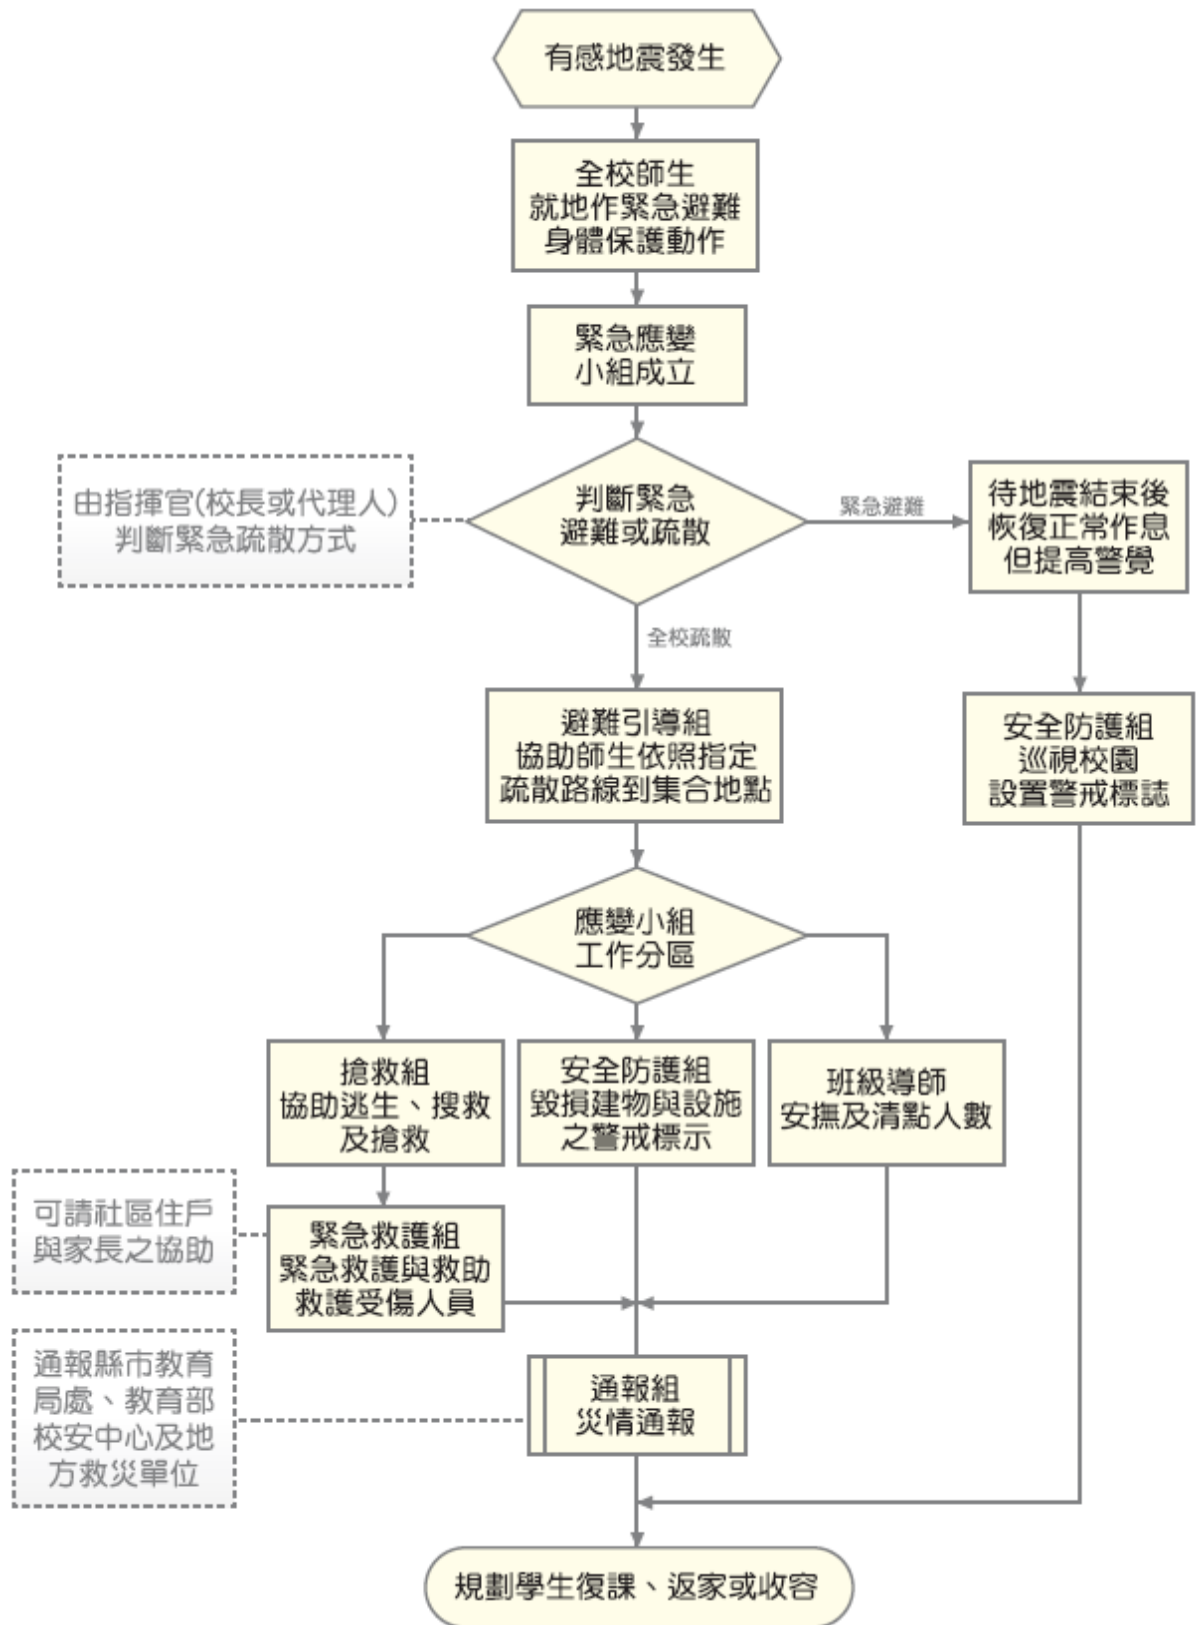 有感地震發生
全校師生
就地作緊急避難
身體保護動作
緊急應變
小組成立
由指揮官(校長或代理人)
判斷緊急疏散方式
判斷緊急
避難或疏散
緊急避難
待地震結束後
恢復正常作息
但提高警覺
全校疏散
避難引導組
協助師生依照指定
疏散路線到集合地點
安全防護組
巡視校園
設置警戒標誌
應變小組
工作分區
搶救組
協助逃生、搜救
及搶救
安全防護組
毀損建物與設施
之警戒標示
班級導師
安撫及清點人數
可請社區住戶
與家長之協助
緊急救護組
緊急救護與救助
救護受傷人員
通報縣市教育
局處、教育部
校安中心及地
方救災單位
通報組
災情通報
規劃學生復課、返家或收容